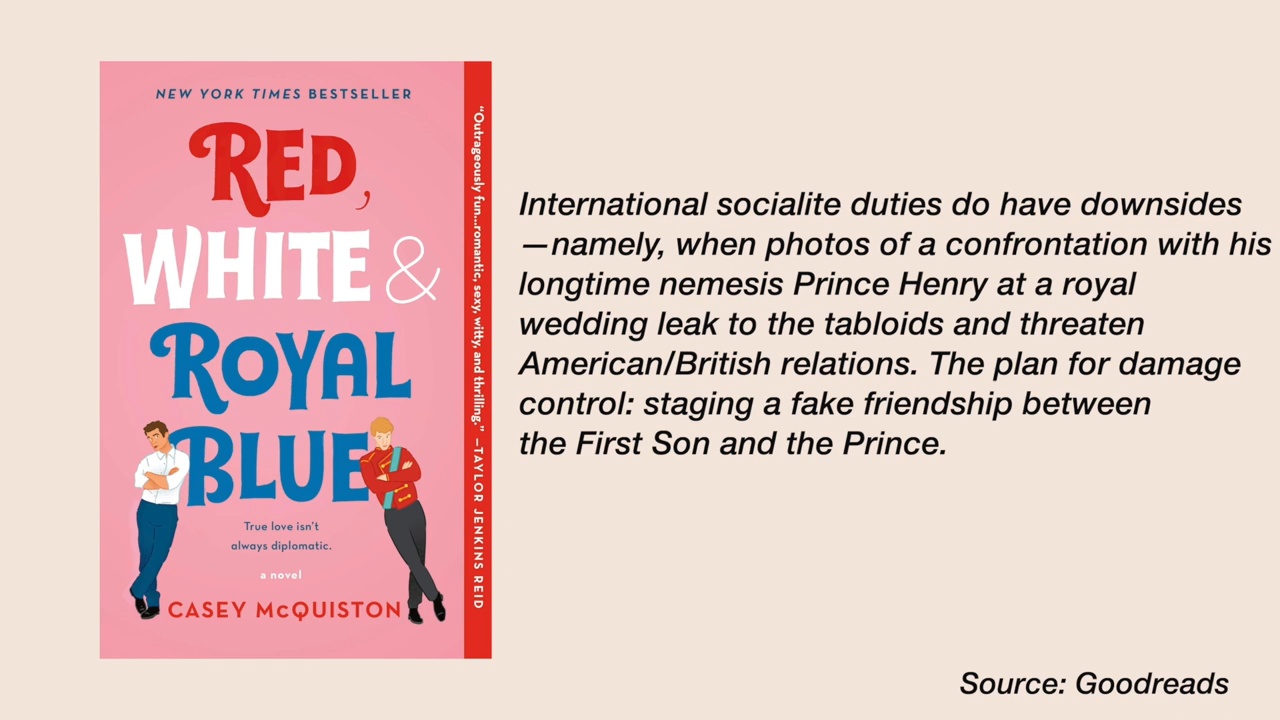 NEW YORK TIMES BESTSELLER
RED,
WHITE &
ROYAL
BLUE
True love isn't
always diplomatic.
a novel
CASEY McQUISTON
"Outrageously fun...romantic, sexy, witty, and thrilling." —TAYLOR JENKINS REID
International socialite duties do have downsides
—namely, when photos of a confrontation with his
longtime nemesis Prince Henry at a royal
wedding leak to the tabloids and threaten
American/British relations. The plan for damage
control: staging a fake friendship between
the First Son and the Prince.
Source: Goodreads